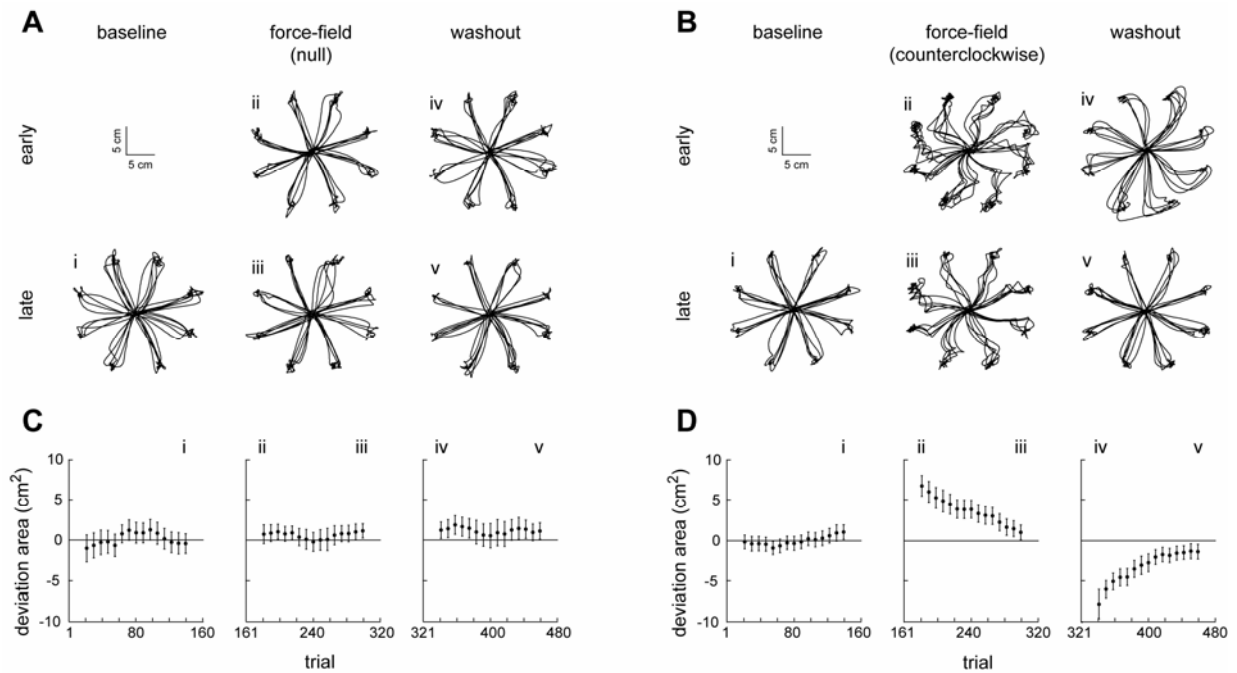 A
baseline
force-field
(null)
washout
early
ii
iv
5 cm
5 cm
late
i
iii
v
B
baseline
force-field
(counterclockwise)
washout
early
ii
iv
5 cm
5 cm
late
i
iii
v
C
i
ii
iii
iv
v
deviation area (cm²)
10
5
0
-5
-10
1
80
160
161
240
320
321
400
480
trial
D
i
ii
iii
iv
v
deviation area (cm²)
10
5
0
-5
-10
1
80
160
161
240
320
321
400
480
trial